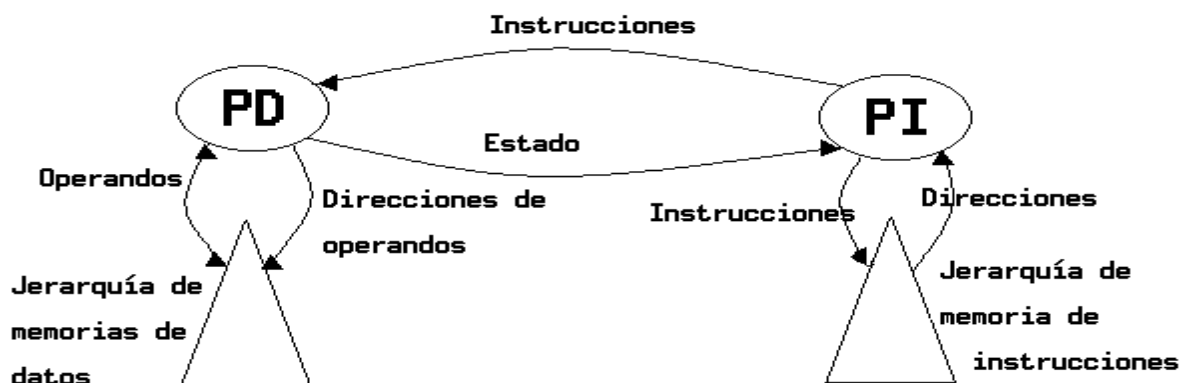 Instrucciones
PD
PI
Estado
Operandos
Direcciones de
operandos
Instrucciones
Direcciones
Jerarquía de
memorias de
datos
Jerarquía de
memoria de
instrucciones